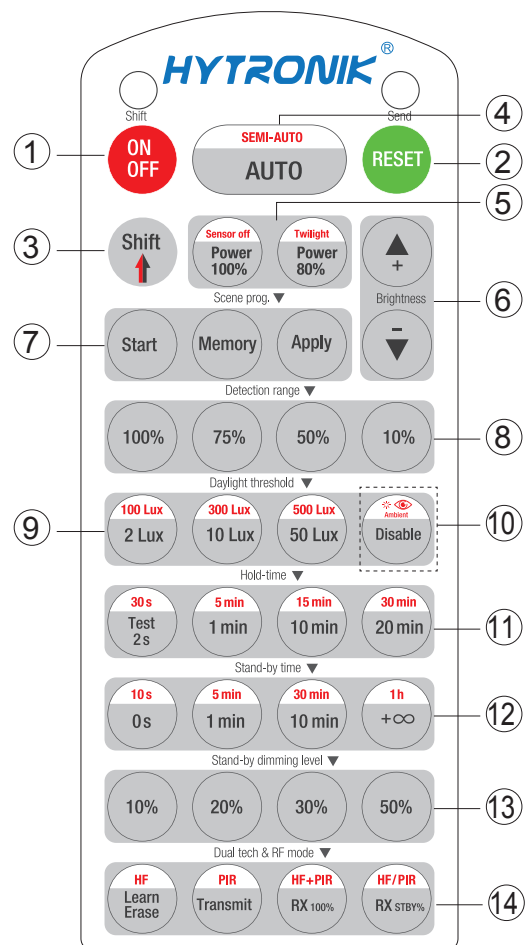 HYTRONIK®
Shift
Send
④
SEMI-AUTO
AUTO
①
ON
OFF
RESET
②
⑤
③
Shift
Sensor off
Power
100%
Twilight
Power
80%
+
Brightness
−
⑥
Scene prog. ▼
⑦
Start
Memory
Apply
Detection range ▼
100%
75%
50%
10%
⑧
Daylight threshold ▼
⑨
100 Lux
2 Lux
300 Lux
10 Lux
500 Lux
50 Lux
Ambient
Disable
⑩
Hold-time ▼
30 s
Test
2 s
5 min
1 min
15 min
10 min
30 min
20 min
⑪
Stand-by time ▼
10 s
0 s
5 min
1 min
30 min
10 min
1 h
+∞
⑫
Stand-by dimming level ▼
10%
20%
30%
50%
⑬
Dual tech & RF mode ▼
HF
Learn
Erase
PIR
Transmit
HF+PIR
RX 100%
HF/PIR
RX STBY%
⑭